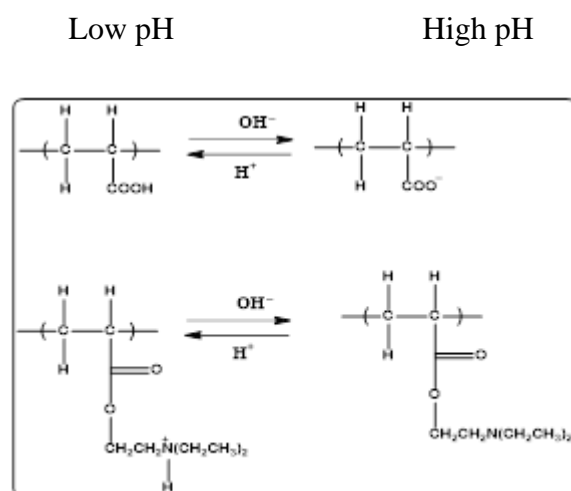 Low pH High pH
H H H H
OH⁻
( C C ) ( C C )
H⁺
H COOH H COO⁻
H H H H
OH⁻
( C C ) ( C C )
H⁺
H C O H C O
O O
CH₂CH₂N⁺(CH₂CH₃)₂ CH₂CH₂N(CH₂CH₃)₂
H